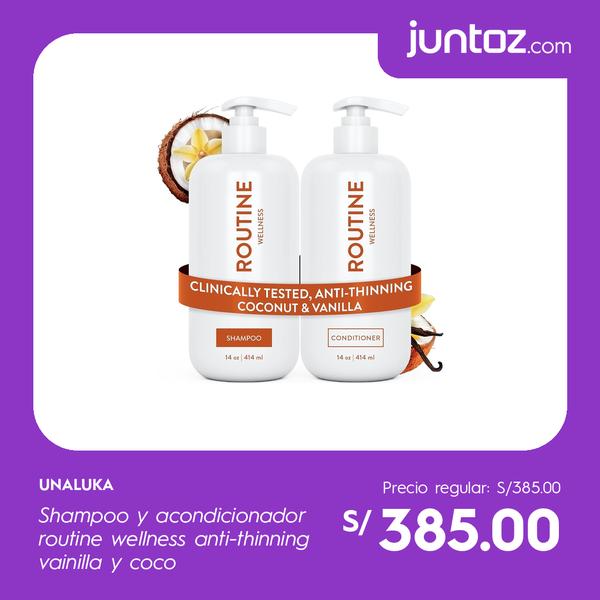 juntoz.com
ROUTINE
WELLNESS
ROUTINE
WELLNESS
CLINICALLY TESTED, ANTI-THINNING
COCONUT & VANILLA
SHAMPOO
CONDITIONER
14 oz | 414 ml
14 oz | 414 ml
UNALUKA
Shampoo y acondicionador
routine wellness anti-thinning
vainilla y coco
Precio regular: S/385.00
S/ 385.00